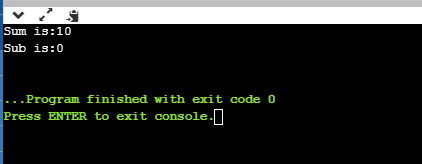 Sum is:10
Sub is:0
...Program finished with exit code 0
Press ENTER to exit console.